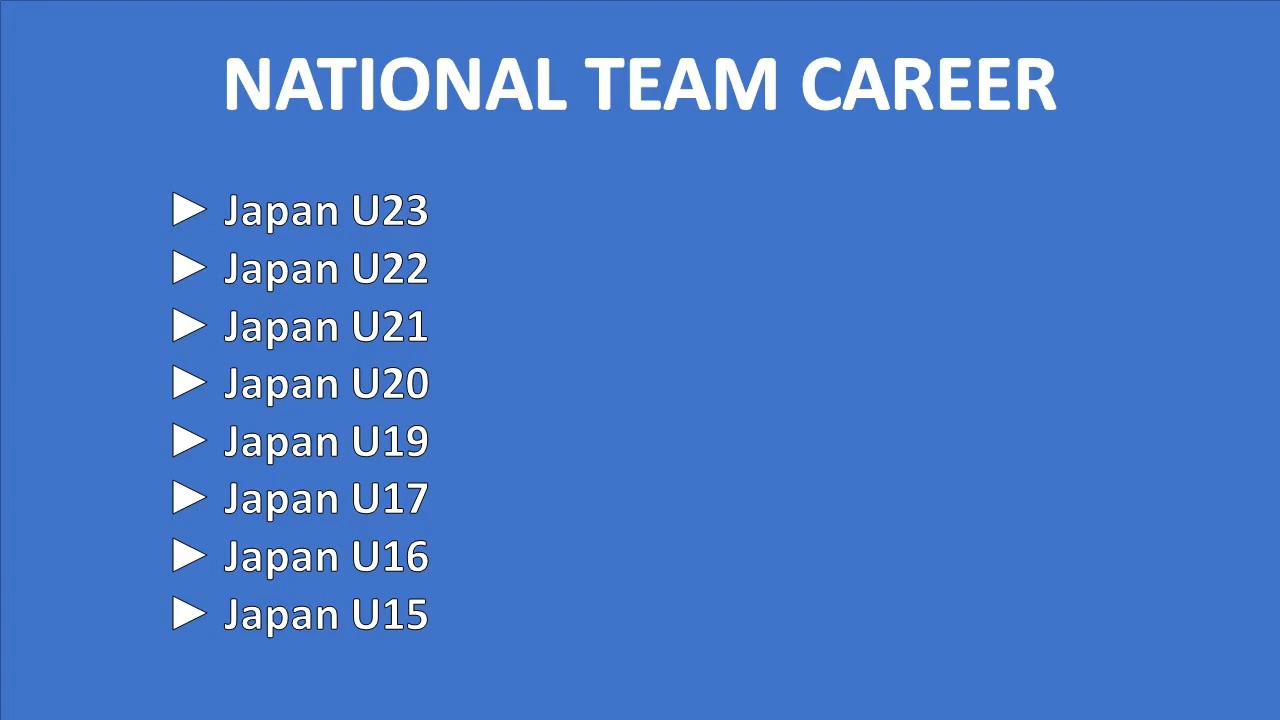 NATIONAL TEAM CAREER
► Japan U23
► Japan U22
► Japan U21
► Japan U20
► Japan U19
► Japan U17
► Japan U16
► Japan U15